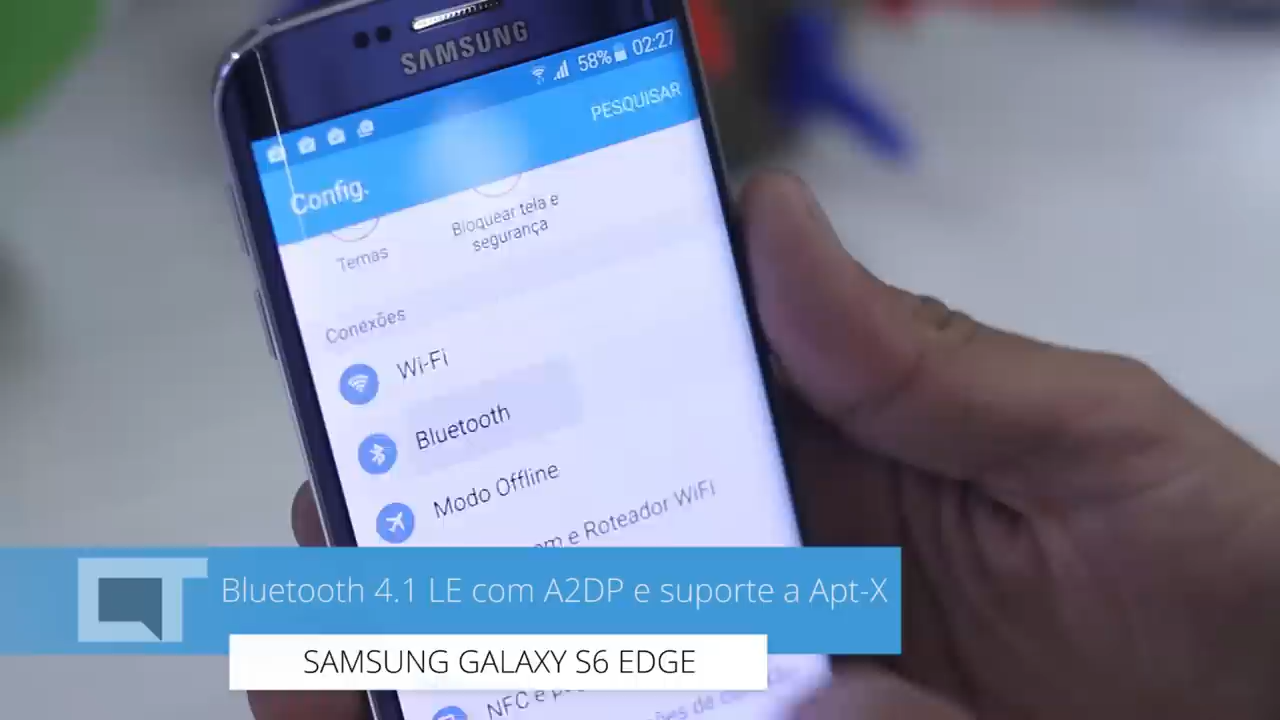 SAMSUNG
58% 02:27
PESQUISAR
Config.
Temas
Bloquear tela e
segurança
Conexões
Wi-Fi
Bluetooth
Modo Offline
e Roteador WiFi
Bluetooth 4.1 LE com A2DP e suporte a Apt-X
SAMSUNG GALAXY S6 EDGE
NFC e